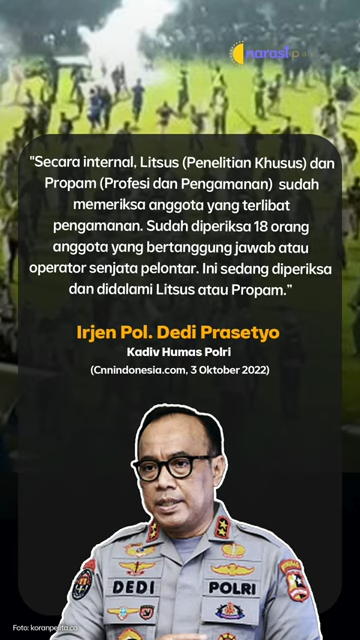 narasi
"Secara internal, Litsus (Penelitian Khusus) dan
Propam (Profesi dan Pengamanan) sudah
memeriksa anggota yang terlibat
pengamanan. Sudah diperiksa 18 orang
anggota yang bertanggung jawab atau
operator senjata pelontar. Ini sedang diperiksa
dan didalami Litsus atau Propam."
Irjen Pol. Dedi Prasetyo
Kadiv Humas Polri
(Cnnindonesia.com, 3 Oktober 2022)
DEDI POLRI
Foto: koranpelita.co